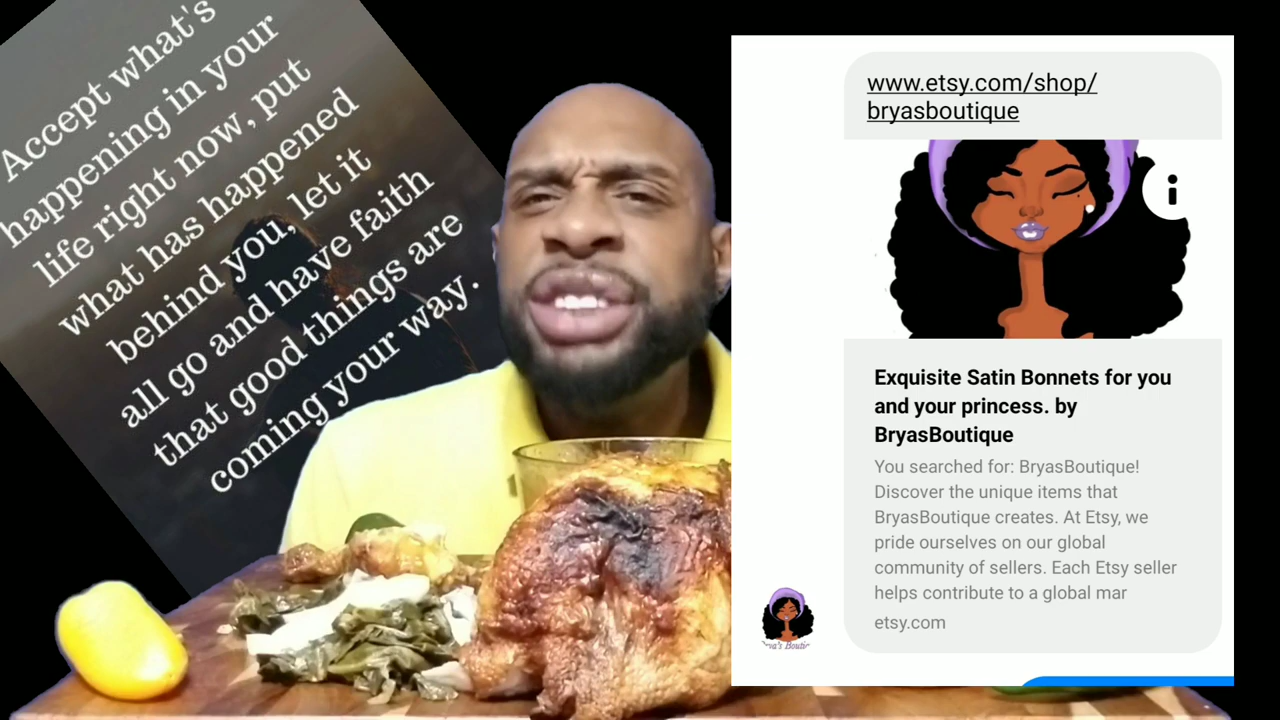 Accept what's
happening in your
life right now, put
what has happened
behind you, let it
all go and have faith
that good things are
coming your way.
www.etsy.com/shop/
bryasboutique
Exquisite Satin Bonnets for you
and your princess. by
BryasBoutique
You searched for: BryasBoutique!
Discover the unique items that
BryasBoutique creates. At Etsy, we
pride ourselves on our global
community of sellers. Each Etsy seller
helps contribute to a global mar
etsy.com